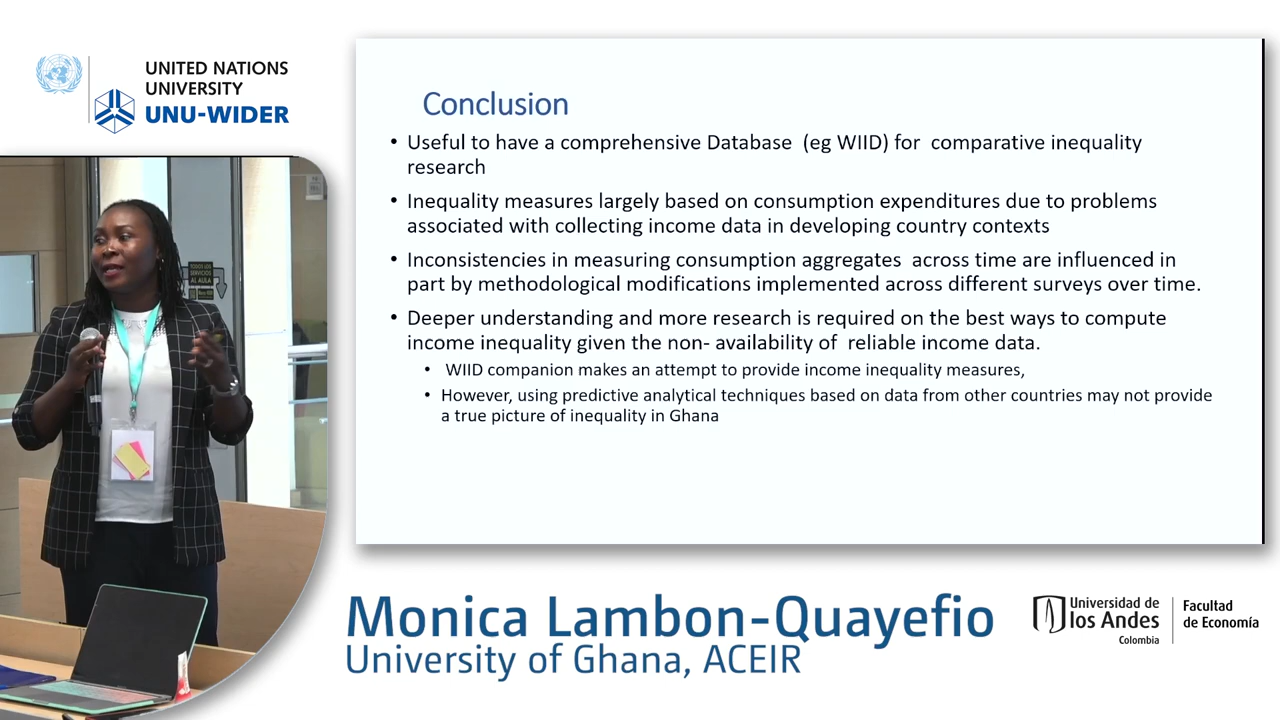 UNITED NATIONS
UNIVERSITY
UNU-WIDER
TODOS LOS
SERVICIOS
AL AULA
Conclusion
• Useful to have a comprehensive Database (eg WIID) for comparative inequality
research
• Inequality measures largely based on consumption expenditures due to problems
associated with collecting income data in developing country contexts
• Inconsistencies in measuring consumption aggregates across time are influenced in
part by methodological modifications implemented across different surveys over time.
• Deeper understanding and more research is required on the best ways to compute
income inequality given the non- availability of reliable income data.
• WIID companion makes an attempt to provide income inequality measures,
• However, using predictive analytical techniques based on data from other countries may not provide
a true picture of inequality in Ghana
Monica Lambon-Quayefio
University of Ghana, ACEIR
Universidad de
los Andes
Colombia
Facultad
de Economía